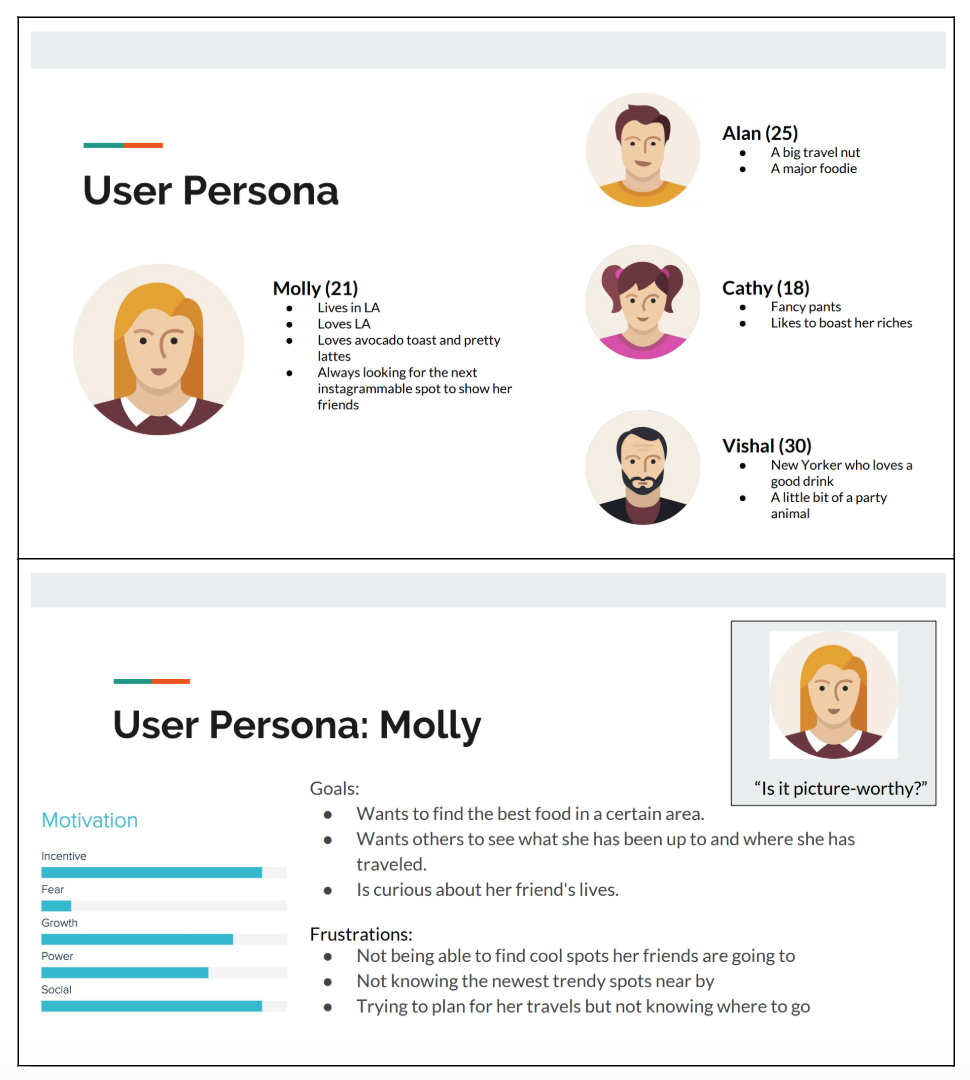 User Persona
Molly (21)
● Lives in LA
● Loves LA
● Loves avocado toast and pretty
lattes
● Always looking for the next
instagrammable spot to show her
friends
Alan (25)
● A big travel nut
● A major foodie
Cathy (18)
● Fancy pants
● Likes to boast her riches
Vishal (30)
● New Yorker who loves a
good drink
● A little bit of a party
animal
User Persona: Molly
“Is it picture-worthy?”
Motivation
Incentive
Fear
Growth
Power
Social
Goals:
● Wants to find the best food in a certain area.
● Wants others to see what she has been up to and where she has
traveled.
● Is curious about her friend's lives.
Frustrations:
● Not being able to find cool spots her friends are going to
● Not knowing the newest trendy spots near by
● Trying to plan for her travels but not knowing where to go